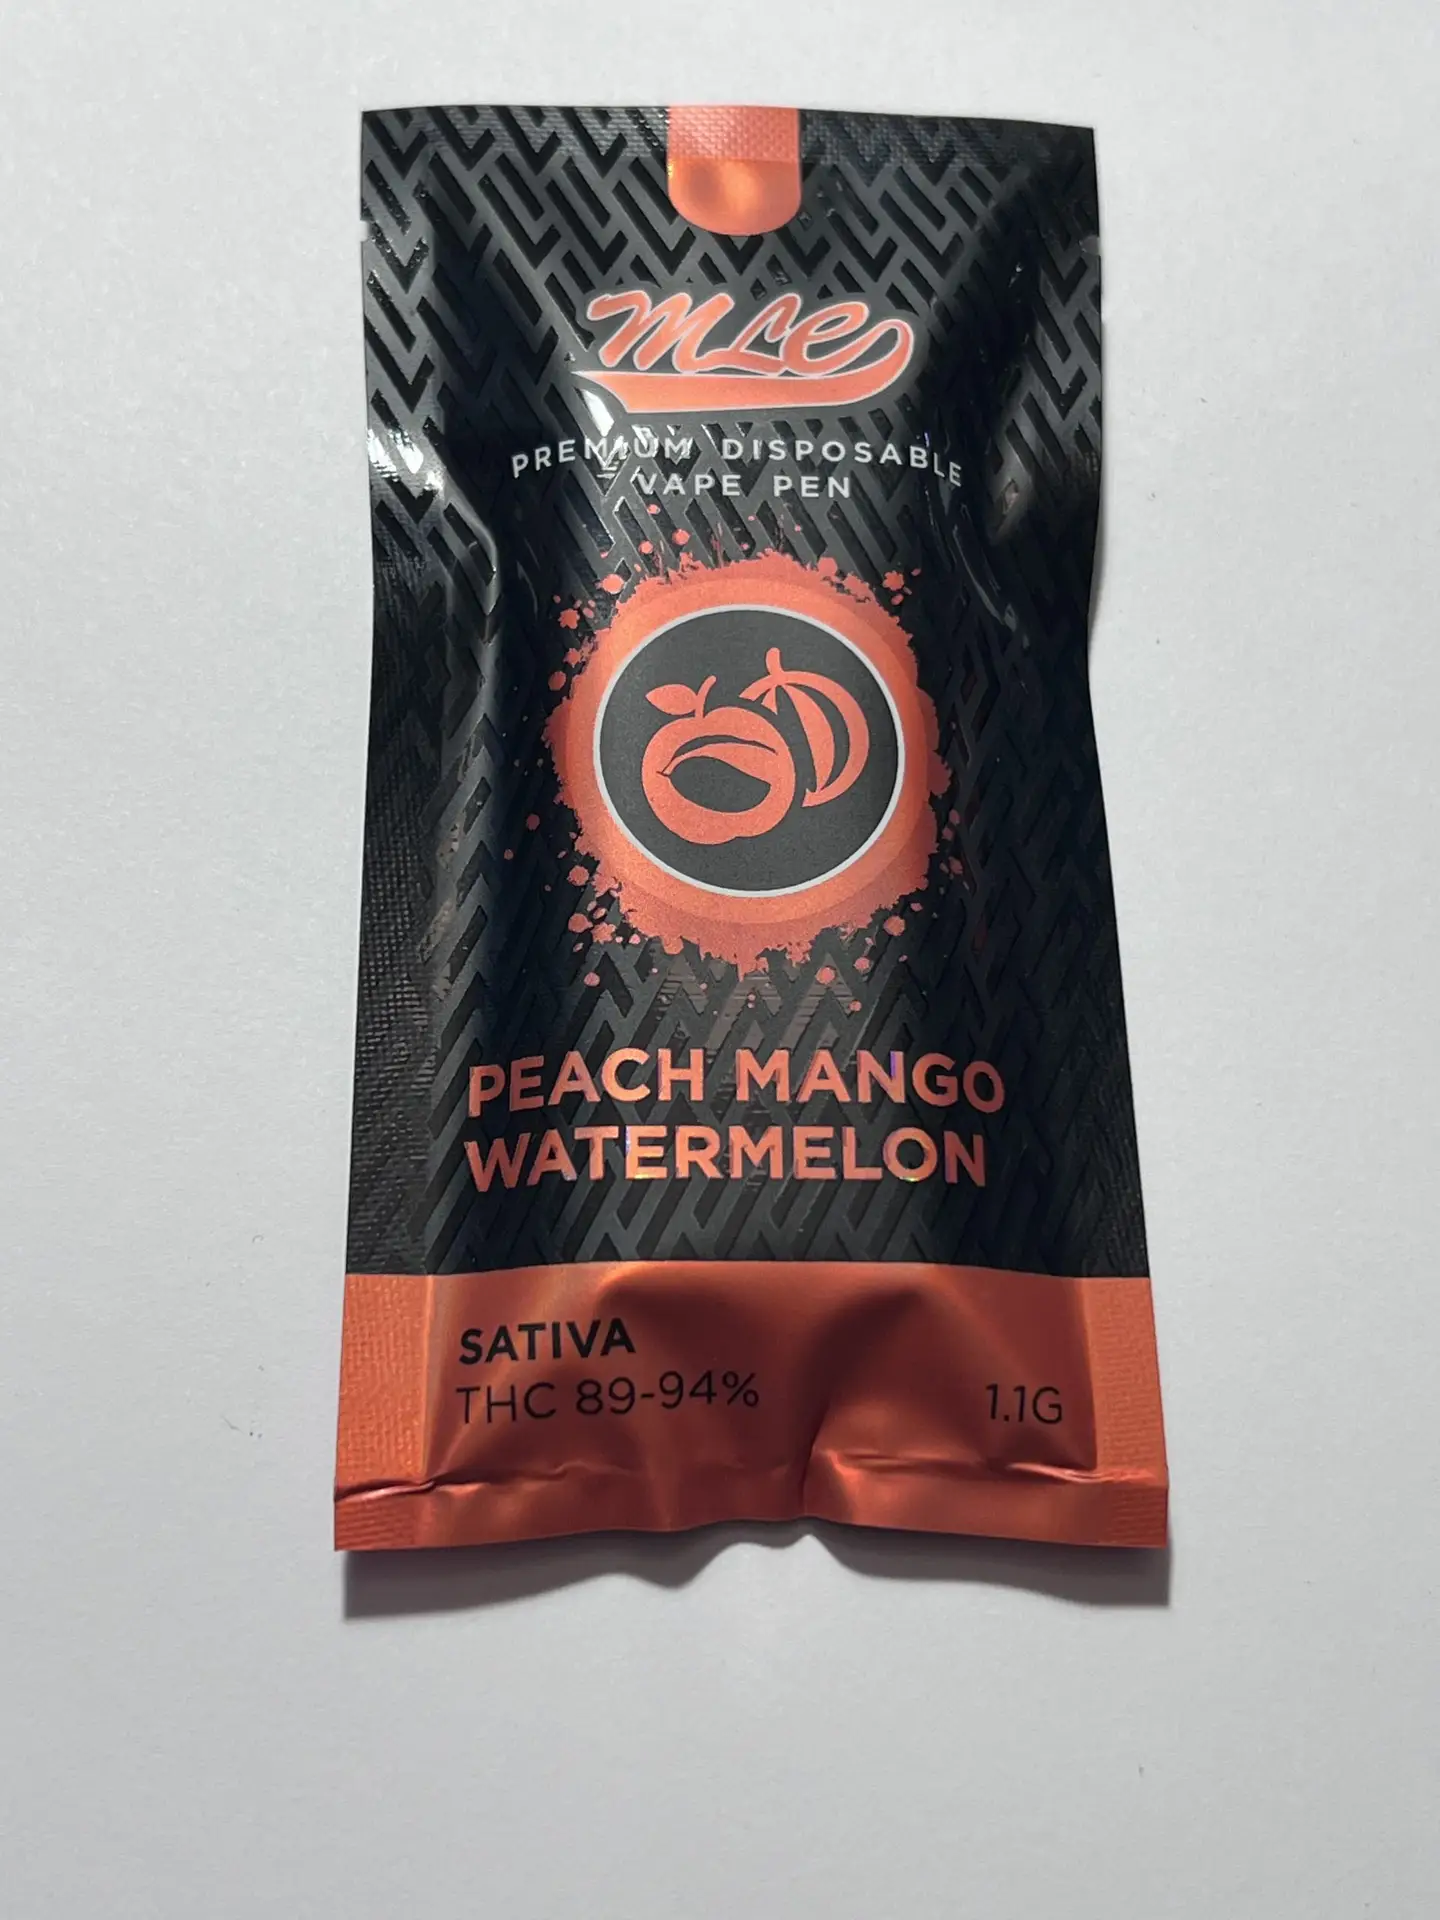 MLE
PREMIUM DISPOSABLE
VAPE PEN
PEACH MANGO
WATERMELON
SATIVA
THC 89-94%
1.1G